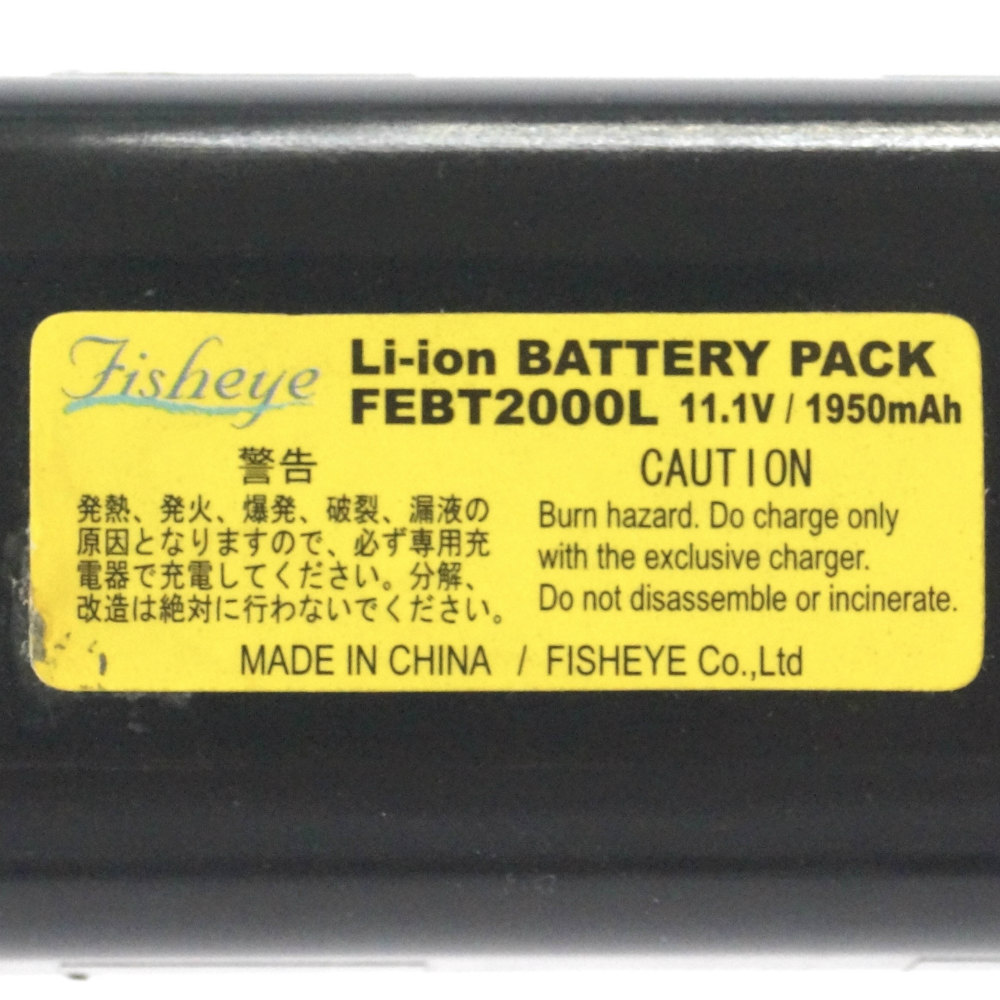 Fisheye
Li-ion BATTERY PACK
FEBT2000L 11.1V / 1950mAh
警告
発熱、発火、爆発、破裂、漏液の
原因となりますので、必ず専用充
電器で充電してください。分解、
改造は絶対に行わないでください。
CAUTION
Burn hazard. Do charge only
with the exclusive charger.
Do not disassemble or incinerate.
MADE IN CHINA / FISHEYE Co.,Ltd